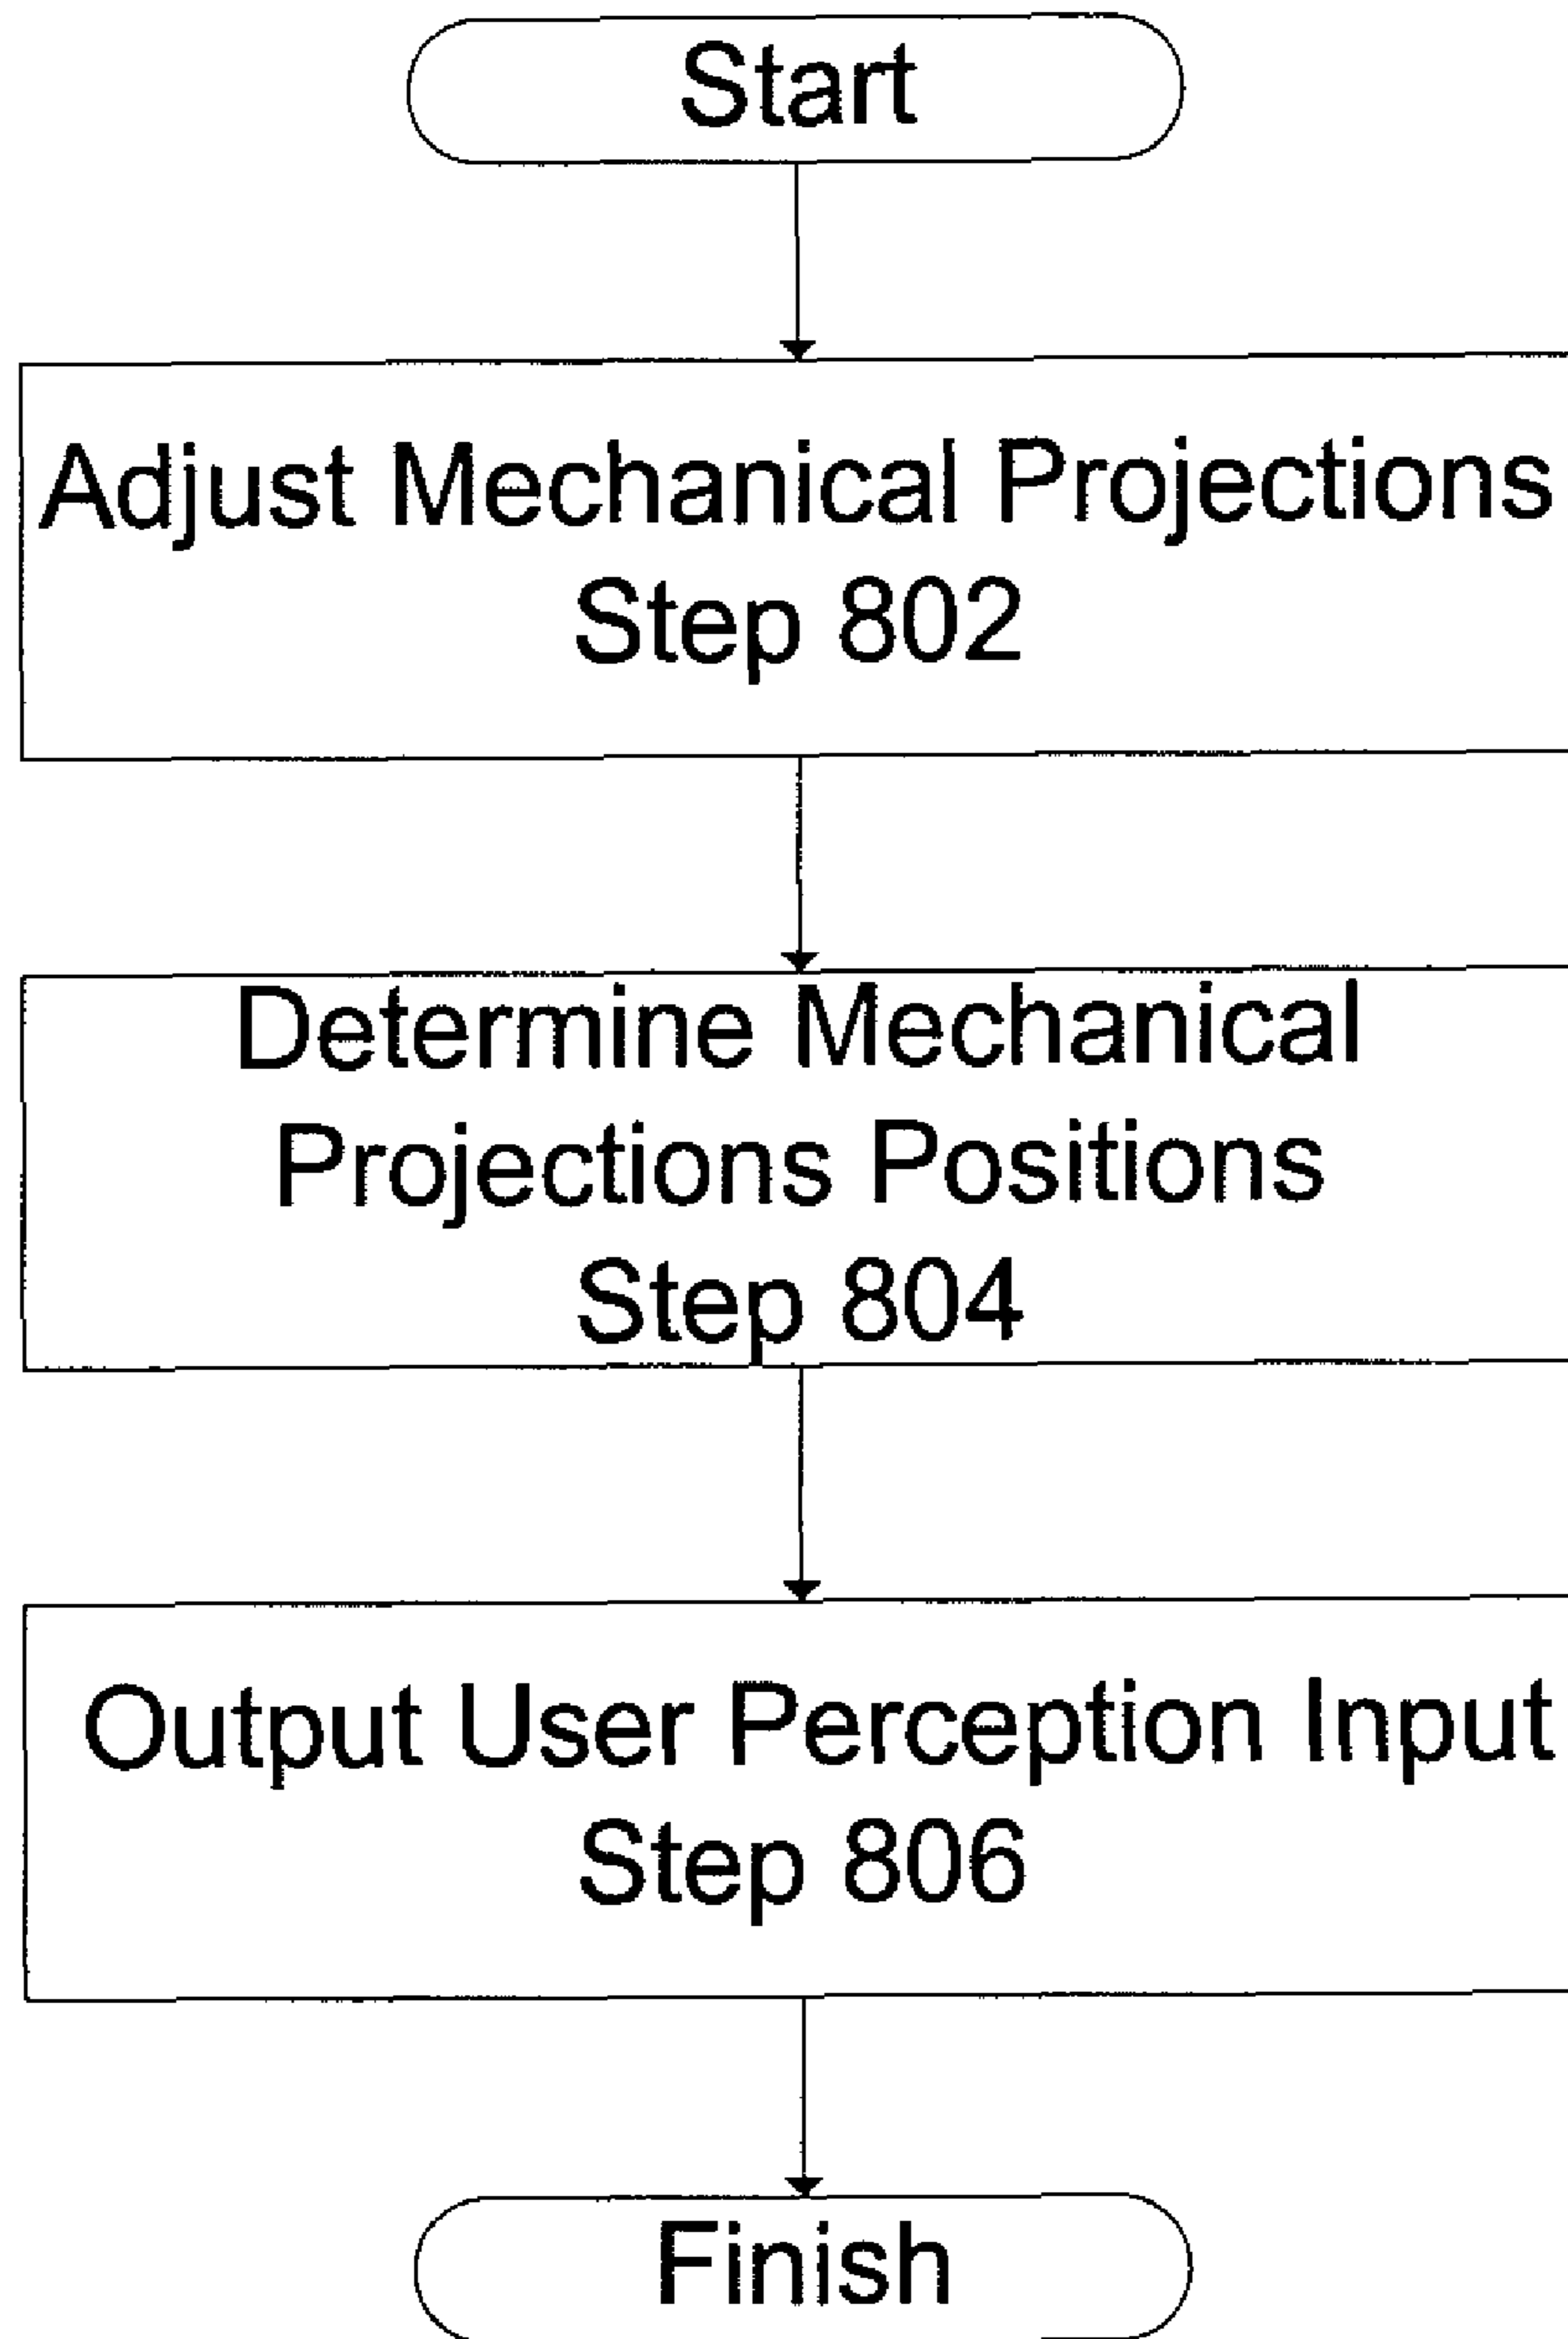 Start
Adjust Mechanical Projections
Step 802
Determine Mechanical
Projections Positions
Step 804
Output User Perception Input
Step 806
Finish